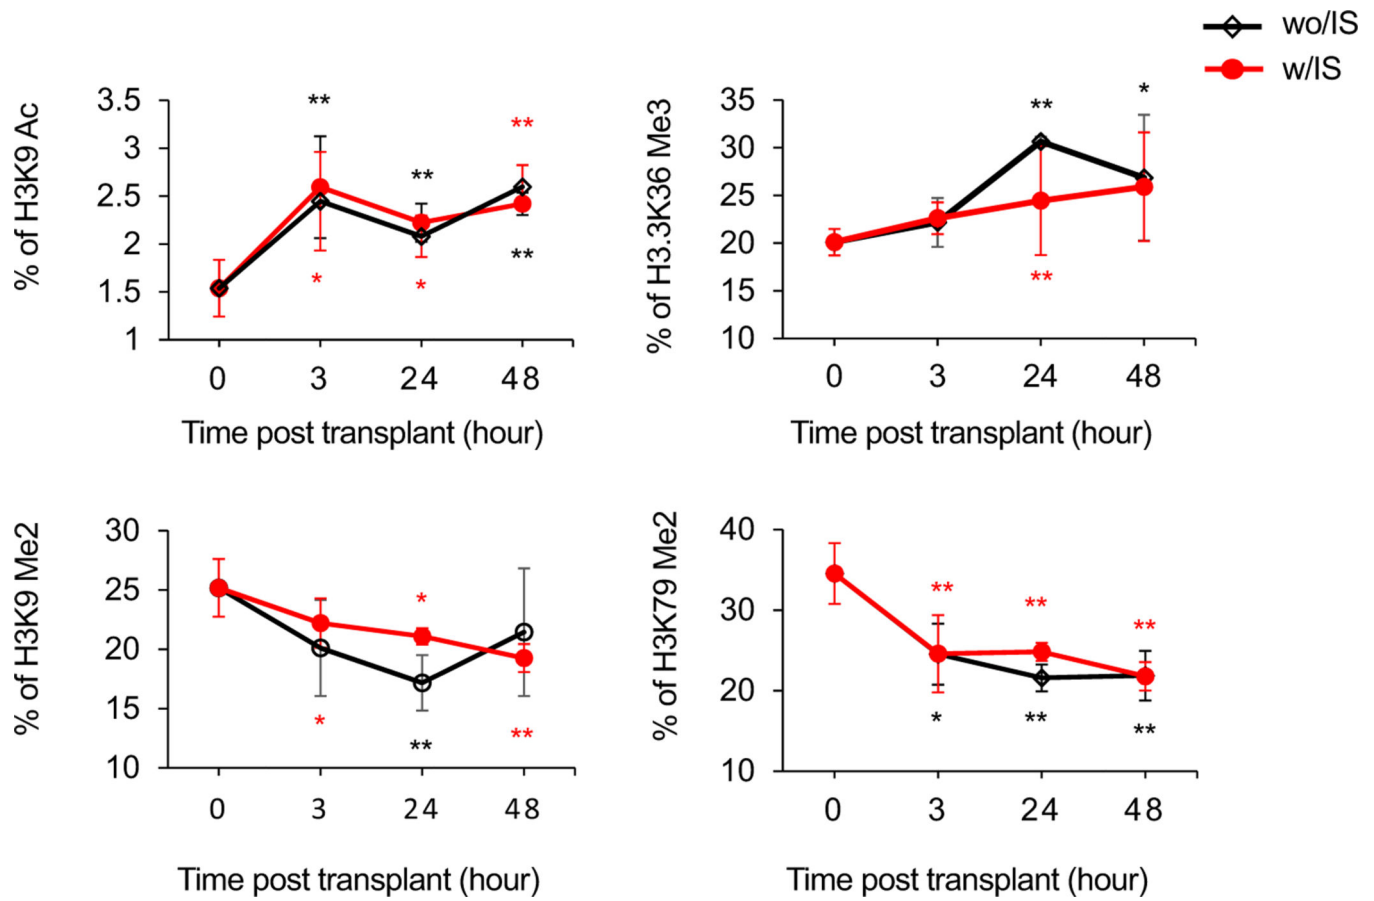 wo/IS
w/IS
% of H3K9 Ac
3.5
3
2.5
2
1.5
1
**
**
**
*
*
**
0 3 24 48
Time post transplant (hour)
% of H3.3K36 Me3
35
30
25
20
15
10
**
*
**
0 3 24 48
Time post transplant (hour)
% of H3K9 Me2
30
25
20
15
10
*
*
**
**
0 3 24 48
Time post transplant (hour)
% of H3K79 Me2
40
30
20
10
**
**
**
*
**
**
0 3 24 48
Time post transplant (hour)